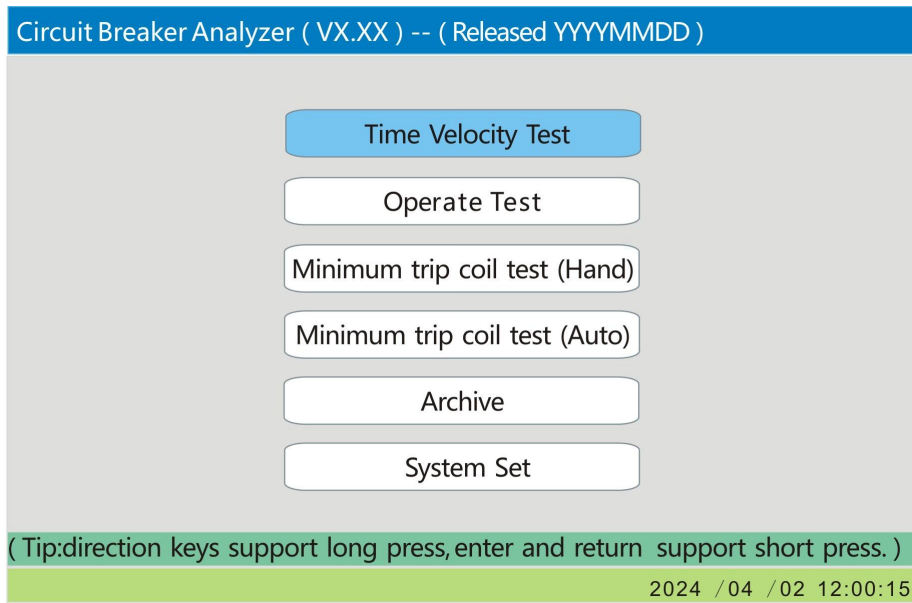 Circuit Breaker Analyzer ( VX.XX ) -- ( Released YYYYMMDD )
Time Velocity Test
Operate Test
Minimum trip coil test (Hand)
Minimum trip coil test (Auto)
Archive
System Set
( Tip:direction keys support long press,enter and return support short press. )
2024 /04 /02 12:00:15